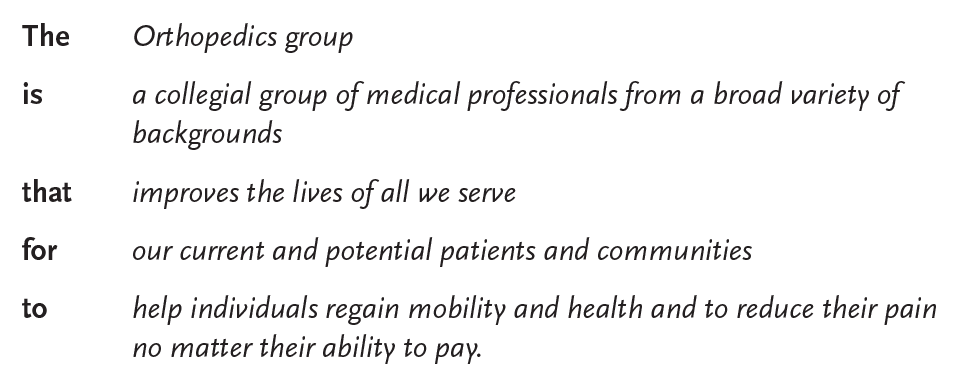 The Orthopedics group
is a collegial group of medical professionals from a broad variety of
backgrounds
that improves the lives of all we serve
for our current and potential patients and communities
to help individuals regain mobility and health and to reduce their pain
no matter their ability to pay.